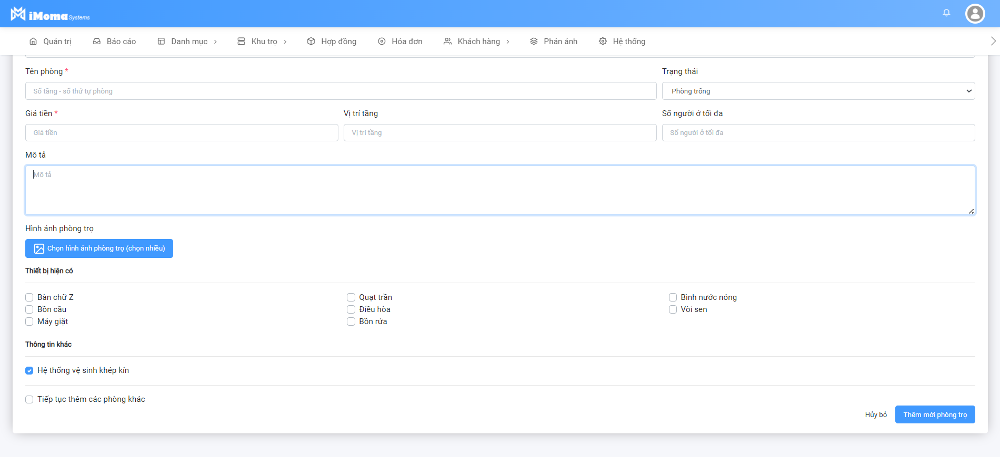 iMoma Systems
Quản trị Báo cáo Danh mục Khu trọ Hợp đồng Hóa đơn Khách hàng Phản ánh Hệ thống
Tên phòng * Trạng thái
Số tầng - số thứ tự phòng Phòng trống
Giá tiền * Vị trí tầng Số người ở tối đa
Giá tiền Vị trí tầng Số người ở tối đa
Mô tả
Mô tả
Hình ảnh phòng trọ
Chọn hình ảnh phòng trọ (chọn nhiều)
Thiết bị hiện có
Bàn chữ Z Quạt trần Bình nước nóng
Bồn cầu Điều hòa Vòi sen
Máy giặt Bồn rửa
Thông tin khác
Hệ thống vệ sinh khép kín
Tiếp tục thêm các phòng khác
Hủy bỏ Thêm mới phòng trọ